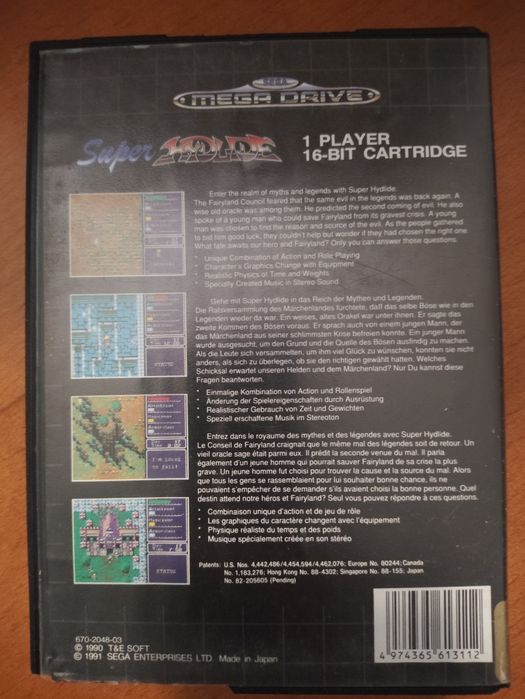 SEGA
MEGA DRIVE
Super HYDLIDE
1 PLAYER
16-BIT CARTRIDGE
Enter the realm of myths and legends with Super Hydlide.
The Fairyland Council feared that the same evil in the legends was back again. A
wise old oracle was among them. He predicted the second coming of evil. He also
spoke of a young man who could save Fairyland from its gravest crisis. A young
man was chosen to find the reason and source of the evil. As the people gathered
to bid him good luck, they couldn't help but wonder if they had chosen the right one.
What fate awaits our hero and Fairyland? Only you can answer those questions.
* Unique Combination of Action and Role Playing
* Character's Graphics Change with Equipment
* Realistic Physics of Time and Weights
* Specially Created Music in Stereo Sound
Gehe mit Super Hydlide in das Reich der Mythen und Legenden.
Die Ratsversammlung des Märchenlandes fürchtete, daß das selbe Böse wie in den
Legenden wieder da war. Ein weises, altes Orakel war unter ihnen. Er sagte das
zweite Kommen des Bösen voraus. Er sprach auch von einem jungen Mann, der
das Märchenland aus seiner schlimmsten Krise befreien konnte. Ein junger Mann
wurde ausgesucht, um den Grund und die Quelle des Bösen ausfindig zu machen.
Als die Leute sich versammelten, um ihm viel Glück zu wünschen, konnten sie nicht
anders, als sich zu überlegen, ob sie den richtigen gewählt hatten. Welches
Schicksal erwartet unseren Helden und dem Märchenland? Nur Du kannst diese
Fragen beantworten.
* Einmalige Kombination von Action und Rollenspiel
* Änderung der Spielereigenschaften durch Ausrüstung
* Realistischer Gebrauch von Zeit und Gewichten
* Speziell erschaffene Musik im Stereoton
Entrez dans le royaume des mythes et des légendes avec Super Hydlide.
Le Conseil de Fairyland craignait que le même mal des légendes soit de retour. Un
vieil oracle sage était parmi eux. Il prédit la seconde venue du mal. Il parla
également d'un jeune homme qui pourrait sauver Fairyland de sa crise la plus
grave. Un jeune homme fut choisi pour trouver la cause et la source du mal. Alors
que tous les gens se rassemblaient pour lui souhaiter bonne chance, ils ne
pouvaient s'empêcher de se demander s'ils avaient choisi la bonne personne. Quel
destin attend notre héros et Fairyland? Seul vous pouvez répondre à ces questions.
* Combinaison unique d'action et de jeu de rôle
* Les graphiques du caractère changent avec l'équipement
* Physique réaliste du temps et des poids
* Musique spécialement créée en son stéréo
STATUS
I'm going
to fall!
STATUS
Patents: U.S. Nos. 4,442,486/4,454,594/4,462,076; Europe No. 80244; Canada
No. 1,183,276; Hong Kong No. 88-4302; Singapore No. 88-155; Japan
No. 82-205605 (Pending)
670-2048-03
© 1990 T&E SOFT
© 1991 SEGA ENTERPRISES LTD. Made in Japan
4 974365 613112